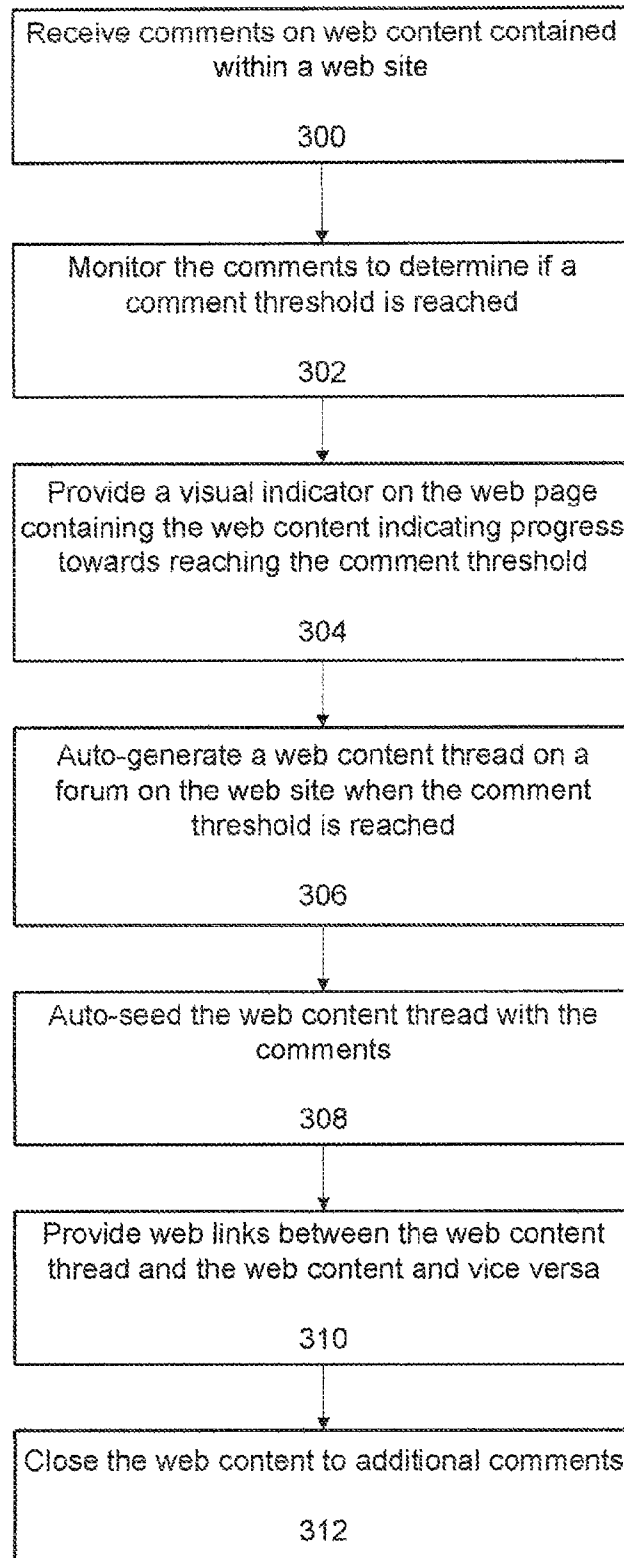 Receive comments on web content contained
within a web site
300
Monitor the comments to determine if a
comment threshold is reached
302
Provide a visual indicator on the web page
containing the web content indicating progress
towards reaching the comment threshold
304
Auto-generate a web content thread on a
forum on the web site when the comment
threshold is reached
306
Auto-seed the web content thread with the
comments
308
Provide web links between the web content
thread and the web content and vice versa
310
Close the web content to additional comments
312